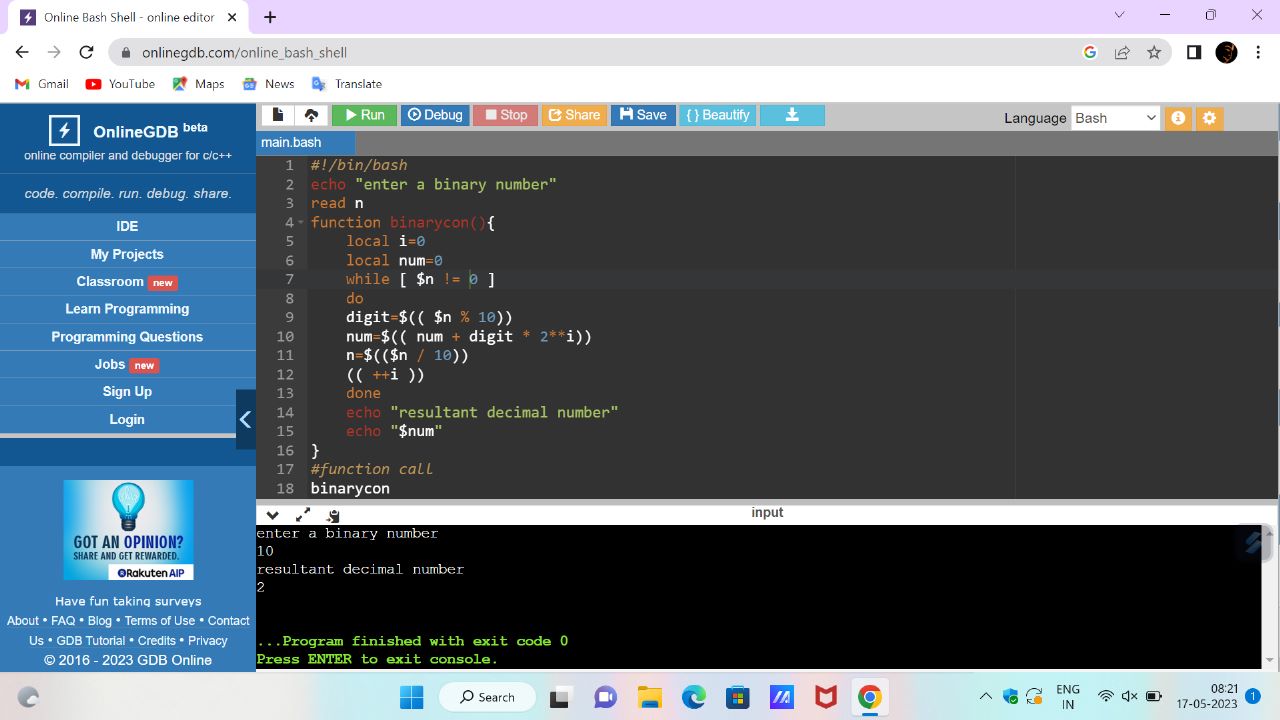 Online Bash Shell - online editor
onlinegdb.com/online_bash_shell
Gmail YouTube Maps News Translate
OnlineGDB beta
online compiler and debugger for c/c++
code. compile. run. debug. share.
IDE
My Projects
Classroom new
Learn Programming
Programming Questions
Jobs new
Sign Up
Login
GOT AN OPINION?
SHARE AND GET REWARDED.
Rakuten AIP
Have fun taking surveys
About • FAQ • Blog • Terms of Use • Contact
Us • GDB Tutorial • Credits • Privacy
© 2016 - 2023 GDB Online
Run Debug Stop Share Save { } Beautify
Language Bash
main.bash
1 #!/bin/bash
2 echo "enter a binary number"
3 read n
4 function binarycon(){
5 local i=0
6 local num=0
7 while [ $n != 0 ]
8 do
9 digit=$(( $n % 10))
10 num=$(( num + digit * 2**i))
11 n=$(($n / 10))
12 (( ++i ))
13 done
14 echo "resultant decimal number"
15 echo "$num"
16 }
17 #function call
18 binarycon
input
enter a binary number
10
resultant decimal number
2
...Program finished with exit code 0
Press ENTER to exit console.
Search
ENG
IN
08:21
17-05-2023
1